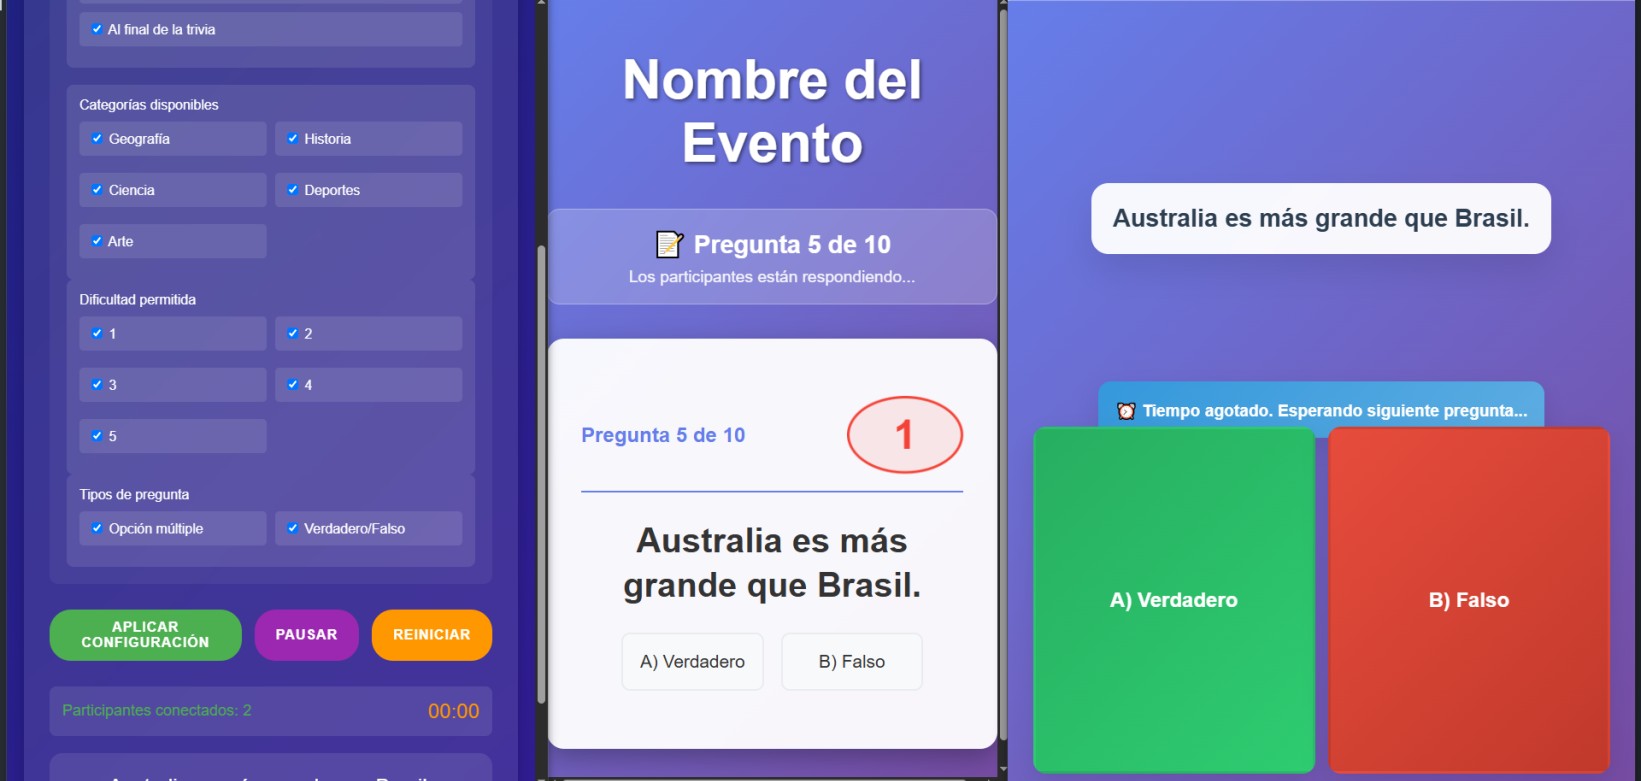 Al final de la trivia
Categorías disponibles
Geografía
Historia
Ciencia
Deportes
Arte
Dificultad permitida
1
2
3
4
5
Tipos de pregunta
Opción múltiple
Verdadero/Falso
APLICAR
CONFIGURACIÓN
PAUSAR
REINICIAR
Participantes conectados: 2
00:00
Nombre del
Evento
📝 Pregunta 5 de 10
Los participantes están respondiendo...
Pregunta 5 de 10
1
Australia es más
grande que Brasil.
A) Verdadero
B) Falso
Australia es más grande que Brasil.
⏰ Tiempo agotado. Esperando siguiente pregunta...
A) Verdadero
B) Falso